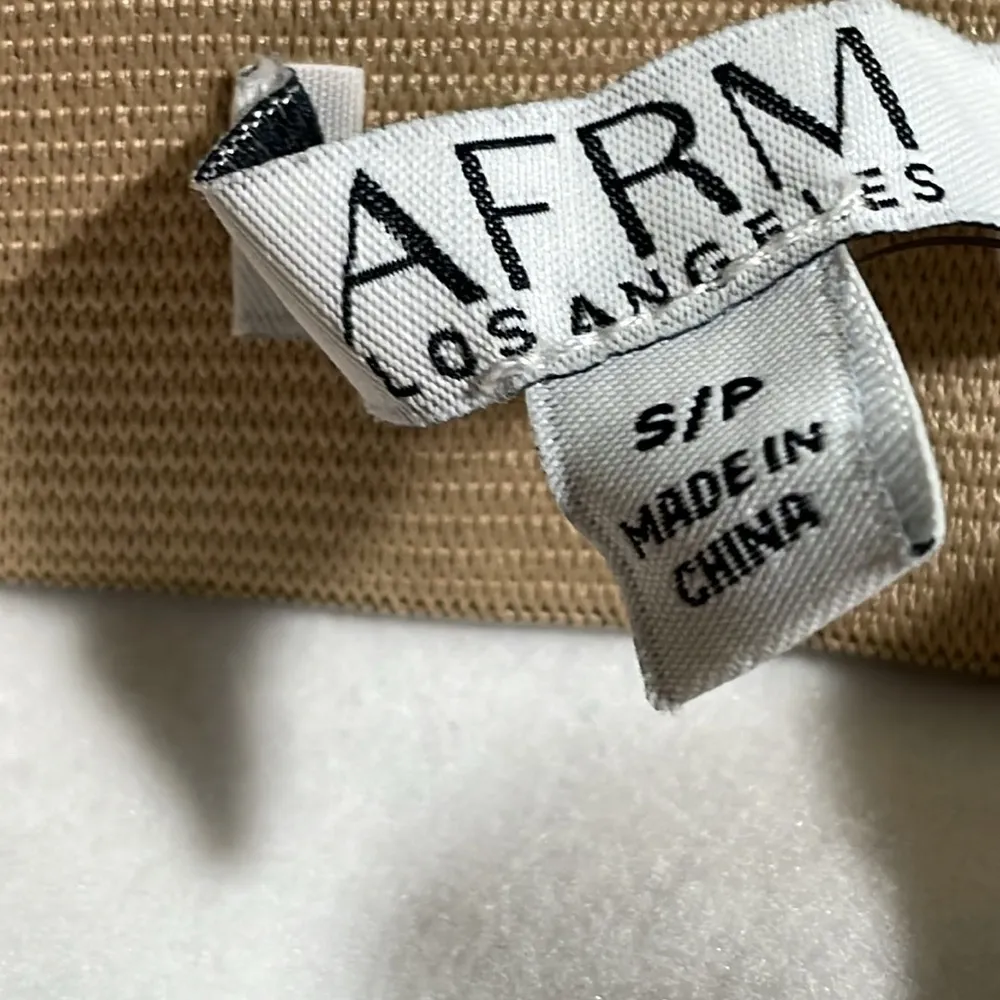 AFRM
LOS ANGELES
S/P
MADE IN
CHINA